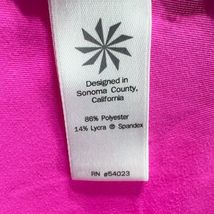 Designed in
Sonoma County,
California
86% Polyester
14% Lycra ® Spandex
RN #54023